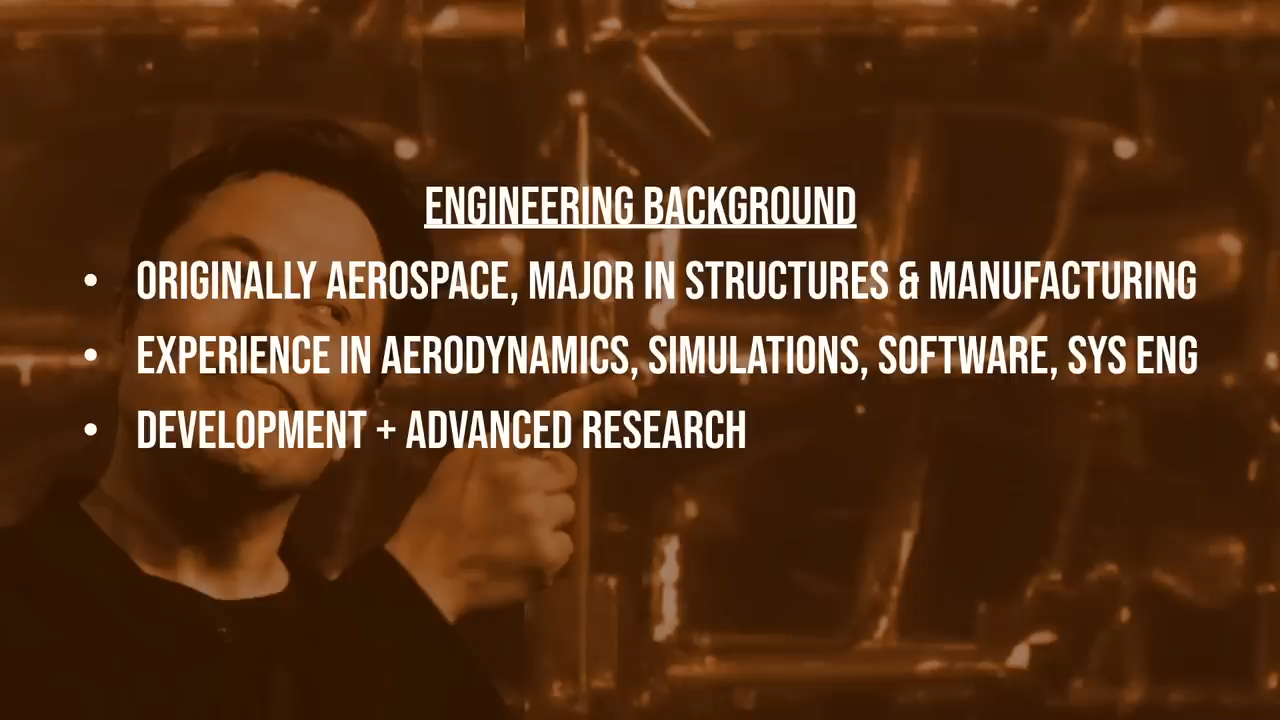 ENGINEERING BACKGROUND
• ORIGINALLY AEROSPACE, MAJOR IN STRUCTURES & MANUFACTURING
• EXPERIENCE IN AERODYNAMICS, SIMULATIONS, SOFTWARE, SYS ENG
• DEVELOPMENT + ADVANCED RESEARCH